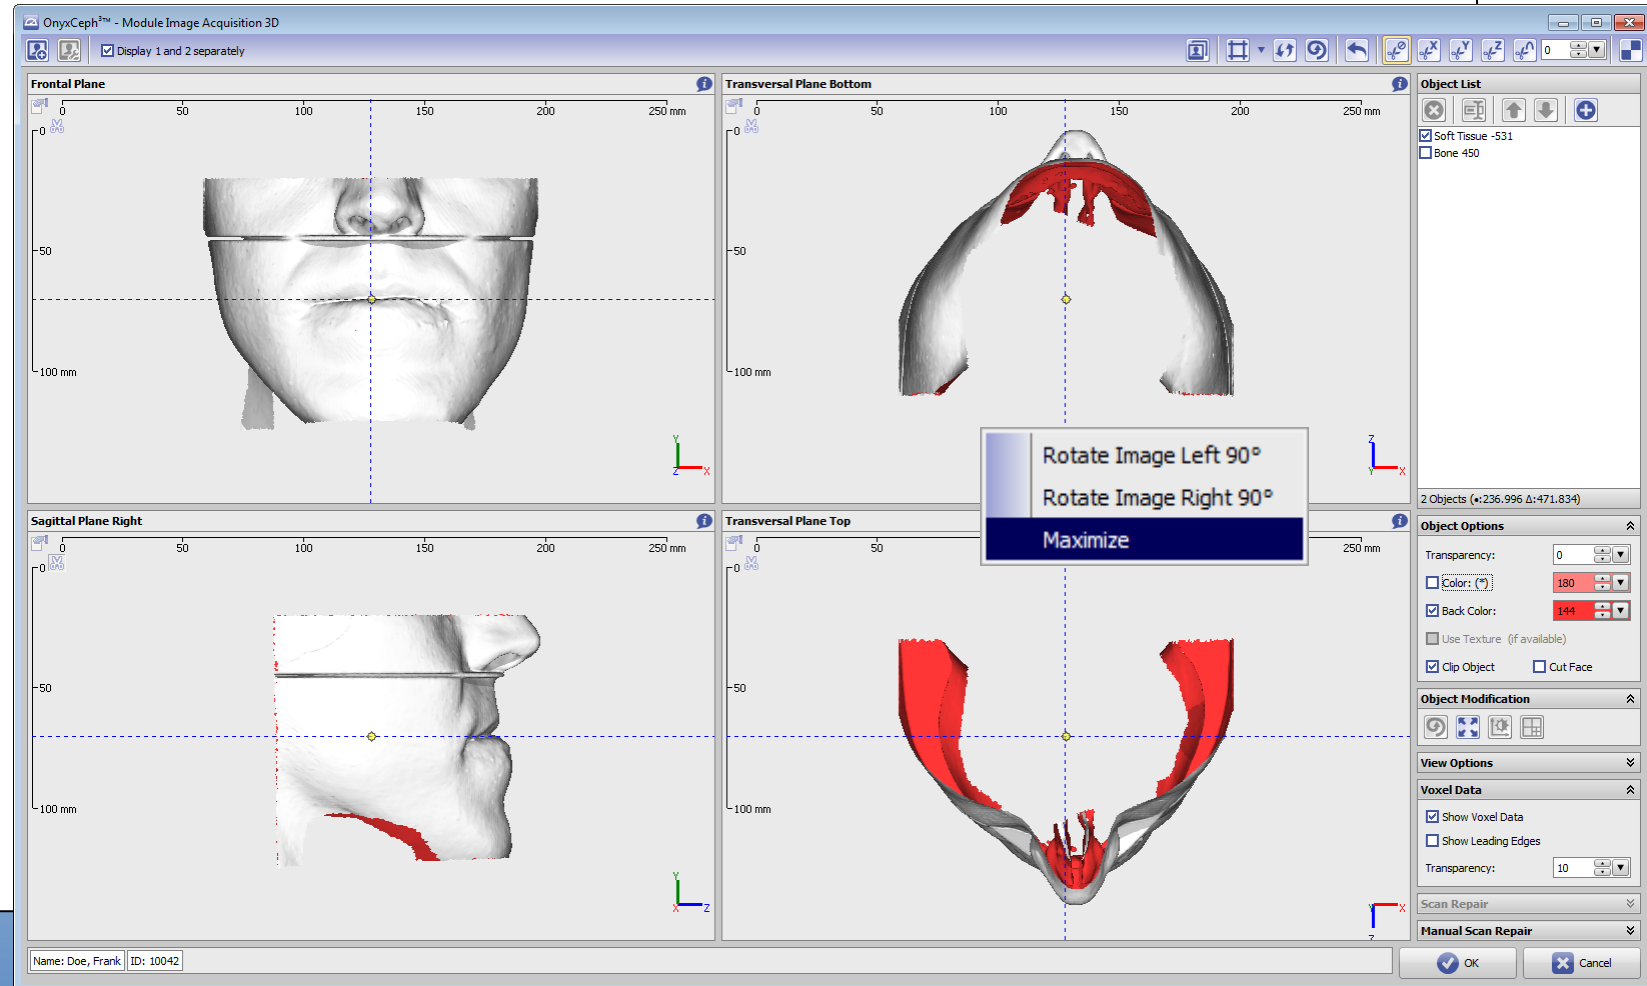 OnyxCeph³™ - Module Image Acquisition 3D
Display 1 and 2 separately
0
Frontal Plane
0 50 100 150 200 250 mm
0
50
100 mm
Y
Z X
Transversal Plane Bottom
0 50 100 150 200 250 mm
0
50
100 mm
Z
Y X
Rotate Image Left 90°
Rotate Image Right 90°
Maximize
Sagittal Plane Right
0 50 100 150 200 250 mm
0
50
100 mm
Y
X Z
Transversal Plane Top
0 50 250 mm
0
50
100 mm
Y X
Z
Object List
Soft Tissue -531
Bone 450
2 Objects (•:236.996 Δ:471.834)
Object Options
Transparency: 0
Color: (*) 180
Back Color: 144
Use Texture (if available)
Clip Object Cut Face
Object Modification
View Options
Voxel Data
Show Voxel Data
Show Leading Edges
Transparency: 10
Scan Repair
Manual Scan Repair
Name: Doe, Frank ID: 10042
OK Cancel